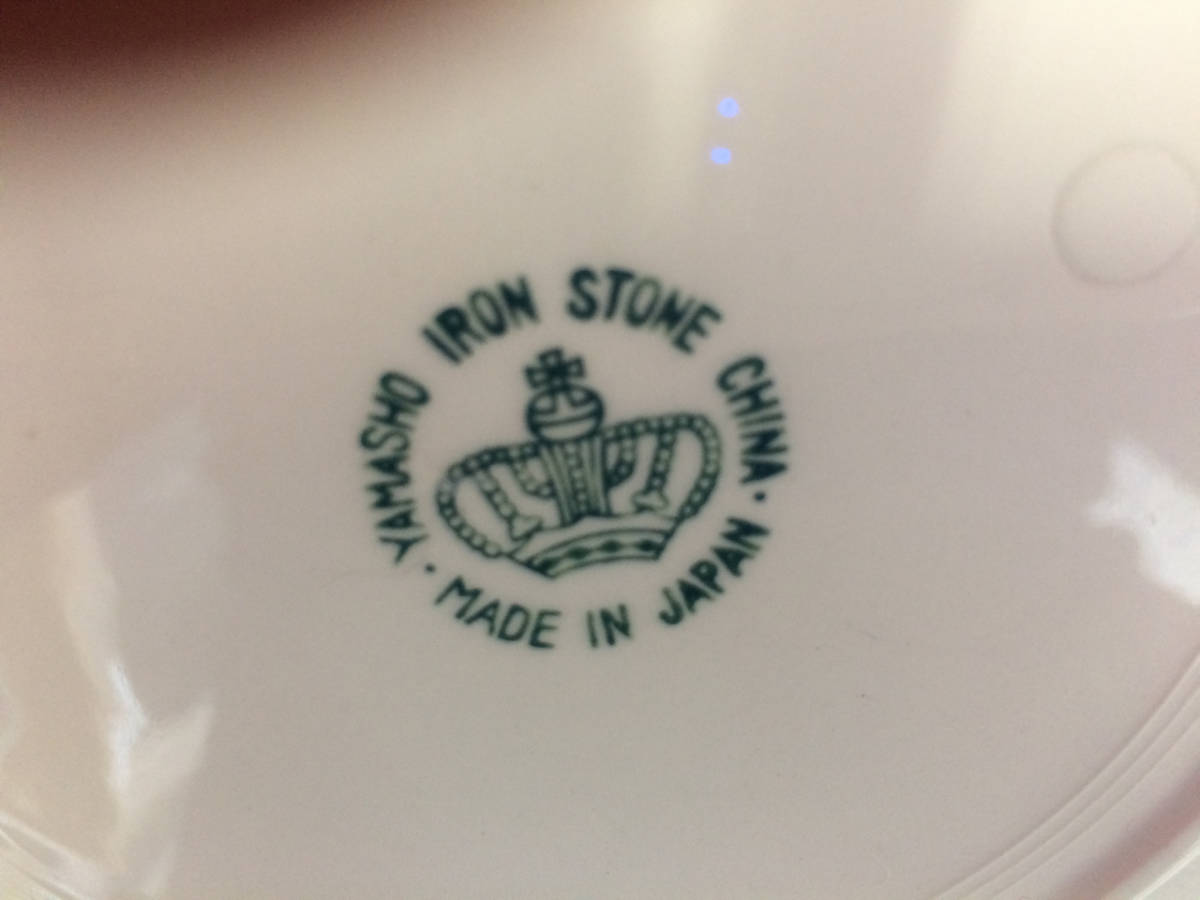 YAMASHO IRON STONE CHINA ·
· MADE IN JAPAN